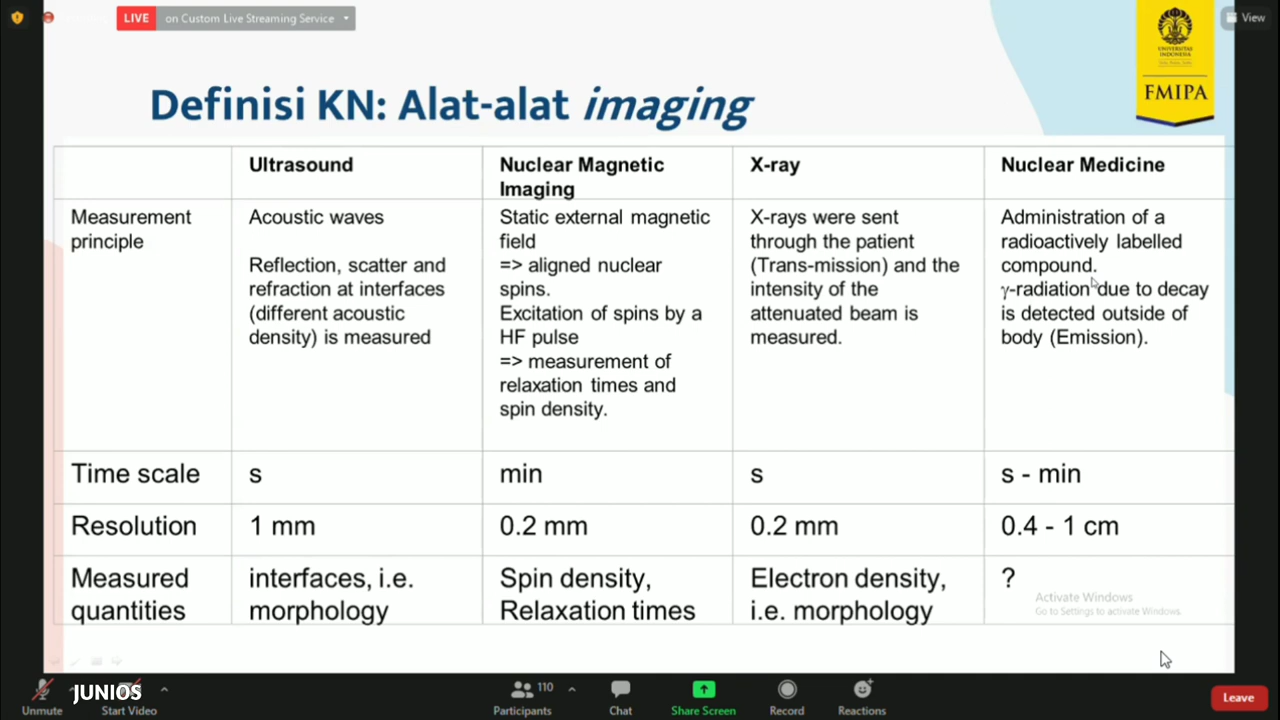 LIVE on Custom Live Streaming Service
View
UNIVERSITAS
INDONESIA
FMIPA
Definisi KN: Alat-alat imaging
Ultrasound
Nuclear Magnetic
Imaging
X-ray
Nuclear Medicine
Measurement
principle
Acoustic waves
Reflection, scatter and
refraction at interfaces
(different acoustic
density) is measured
Static external magnetic
field
=> aligned nuclear
spins.
Excitation of spins by a
HF pulse
=> measurement of
relaxation times and
spin density.
X-rays were sent
through the patient
(Trans-mission) and the
intensity of the
attenuated beam is
measured.
Administration of a
radioactively labelled
compound.
γ-radiation due to decay
is detected outside of
body (Emission).
Time scale
s
min
s
s - min
Resolution
1 mm
0.2 mm
0.2 mm
0.4 - 1 cm
Measured
quantities
interfaces, i.e.
morphology
Spin density,
Relaxation times
Electron density,
i.e. morphology
?
Activate Windows
Go to Settings to activate Windows.
JUNIOS
Unmute
Start Video
110
Participants
Chat
Share Screen
Record
Reactions
Leave